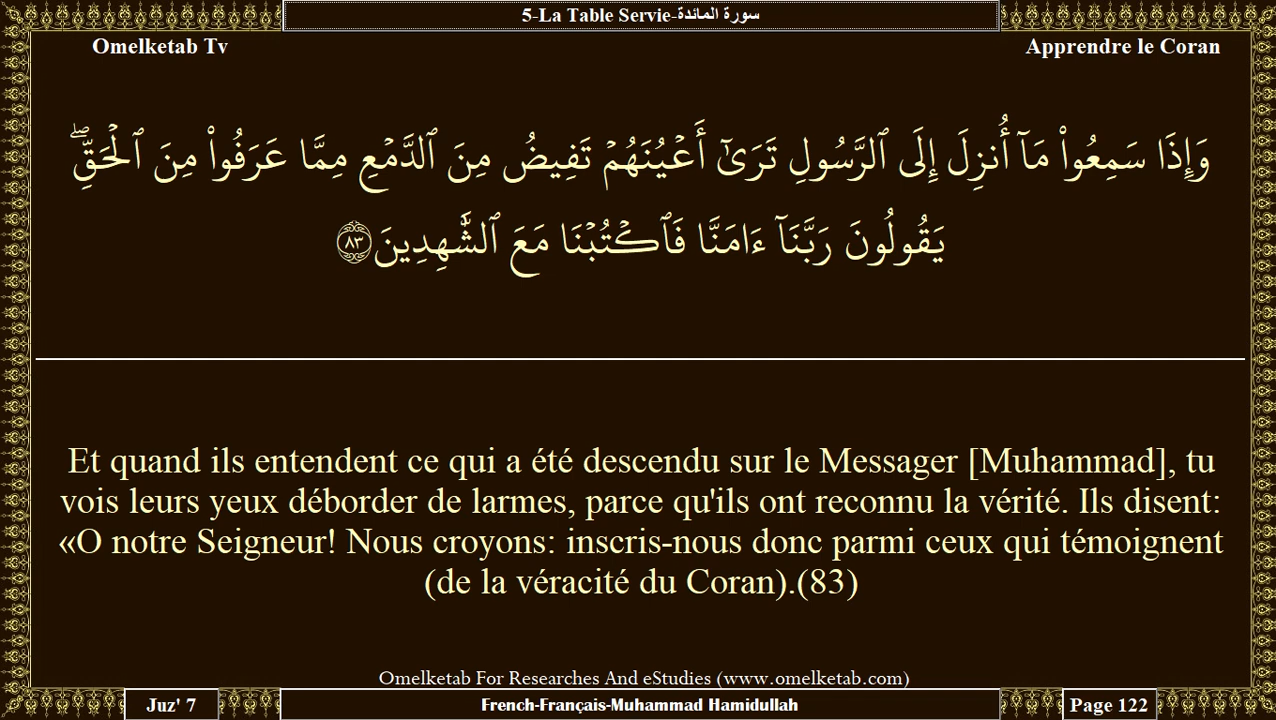 5-La Table Servie-سورة المائدة
Omelketab Tv
Apprendre le Coran
وَإِذَا سَمِعُوا۟ مَآ أُنزِلَ إِلَى ٱلرَّسُولِ تَرَىٰٓ أَعْيُنَهُمْ تَفِيضُ مِنَ ٱلدَّمْعِ مِمَّا عَرَفُوا۟ مِنَ ٱلْحَقِّ ۖ
يَقُولُونَ رَبَّنَآ ءَامَنَّا فَٱكْتُبْنَا مَعَ ٱلشَّٰهِدِينَ ٨٣
Et quand ils entendent ce qui a été descendu sur le Messager [Muhammad], tu
vois leurs yeux déborder de larmes, parce qu'ils ont reconnu la vérité. Ils disent:
«O notre Seigneur! Nous croyons: inscris-nous donc parmi ceux qui témoignent
(de la véracité du Coran).(83)
Omelketab For Researches And eStudies (www.omelketab.com)
Juz' 7
French-Français-Muhammad Hamidullah
Page 122